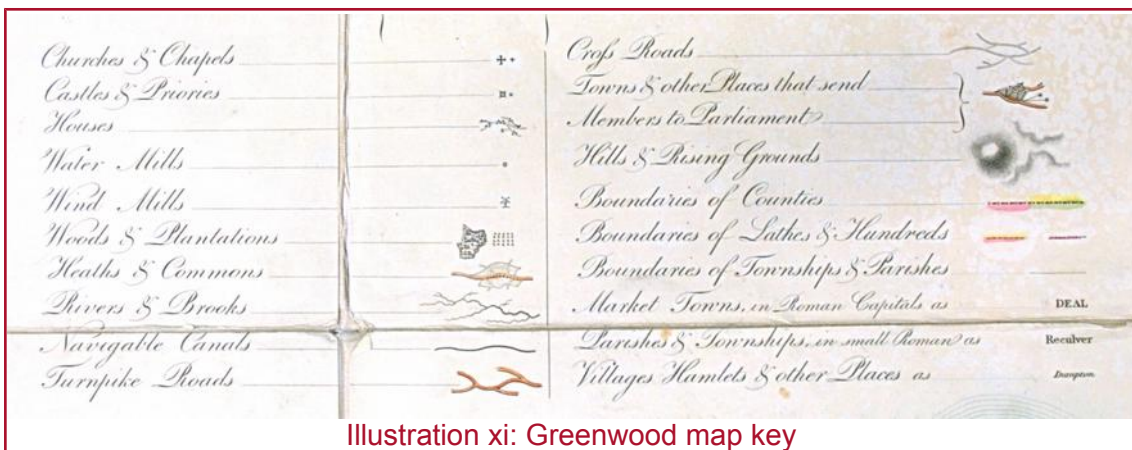 Churches & Chapels
Castles & Priories
Houses
Water Mills
Wind Mills
Woods & Plantations
Heaths & Commons
Rivers & Brooks
Navigable Canals
Turnpike Roads
Cross Roads
Towns & other Places that send
Members to Parliament
Hills & Rising Grounds
Boundaries of Counties
Boundaries of Lathes & Hundreds
Boundaries of Townships & Parishes
Market Towns, in Roman Capitals as DEAL
Parishes & Townships, in small Roman as Reculver
Villages Hamlets & other Places as
Illustration xi: Greenwood map key